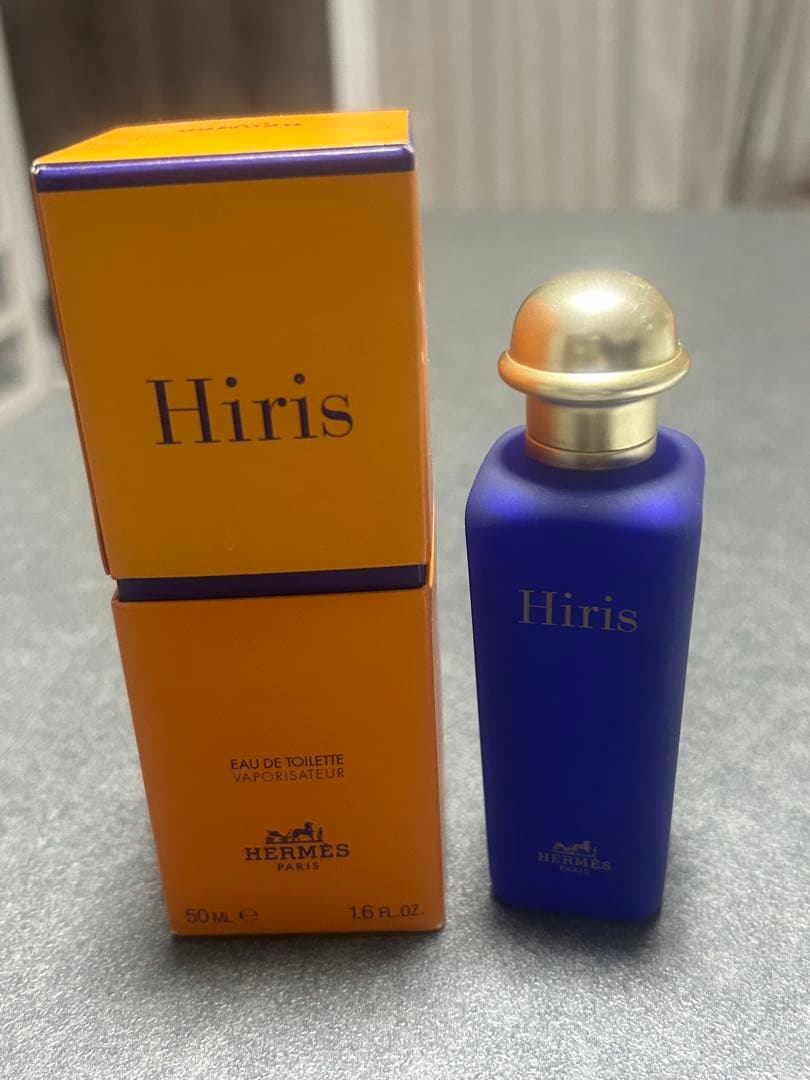 Hiris
EAU DE TOILETTE
VAPORISATEUR
HERMÈS
PARIS
50 ML ℮
1.6 FL.OZ.
Hiris
HERMÈS
PARIS